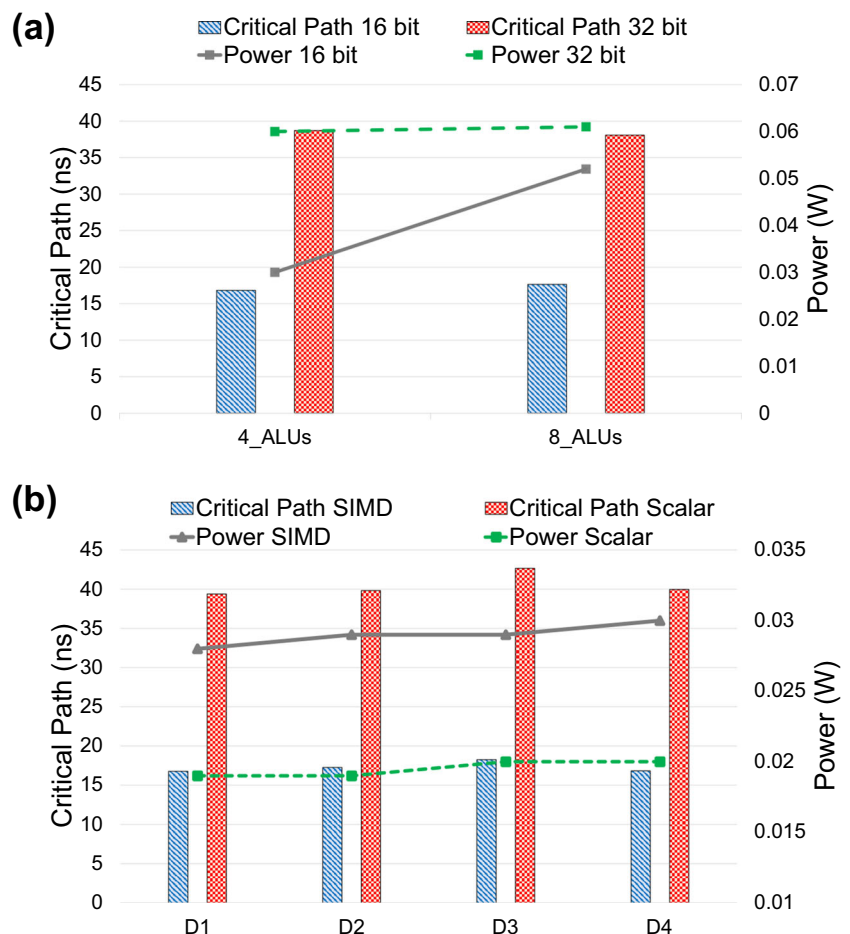 (a)
Critical Path 16 bit Critical Path 32 bit
Power 16 bit Power 32 bit
45 0.07
40 0.06
35 0.05
30 0.04
25 0.03
20 0.02
15 0.01
10 0
5
0
Critical Path (ns)
Power (W)
4_ALUs 8_ALUs
(b)
Critical Path SIMD Critical Path Scalar
Power SIMD Power Scalar
45 0.035
40 0.03
35 0.025
30 0.02
25 0.015
20 0.01
15
10
5
0
Critical Path (ns)
Power (W)
D1 D2 D3 D4